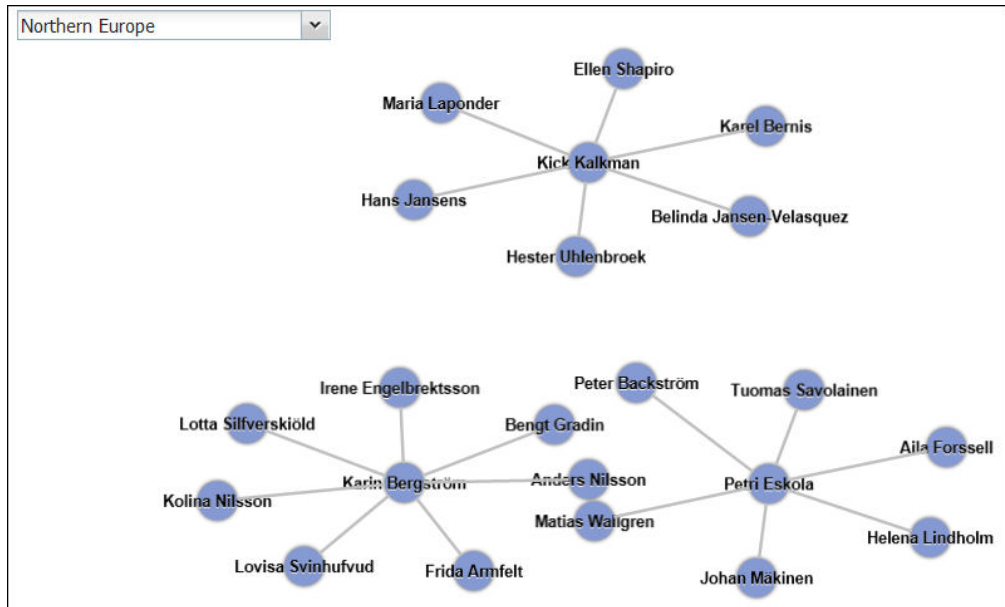 Northern Europe
Ellen Shapiro
Maria Laponder
Karel Bernis
Kick Kalkman
Hans Jansens
Belinda Jansen-Velasquez
Hester Uhlenbroek
Irene Engelbrektsson
Peter Backström
Tuomas Savolainen
Lotta Silfverskiöld
Bengt Gradin
Aila Forssell
Karin Bergström
Anders Nilsson
Petri Eskola
Kolina Nilsson
Matias Wallgren
Helena Lindholm
Lovisa Svinhufvud
Frida Armfelt
Johan Mäkinen